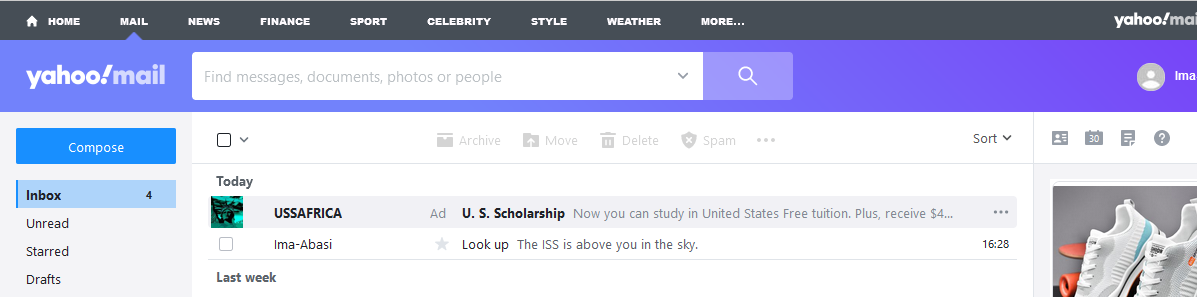 HOME MAIL NEWS FINANCE SPORT CELEBRITY STYLE WEATHER MORE... yahoo!mail
yahoo!mail Find messages, documents, photos or people Ima
Compose Archive Move Delete Spam ••• Sort 30 ?
Today
Inbox 4 USSAFRICA Ad U. S. Scholarship Now you can study in United States Free tuition. Plus, receive $4... •••
Unread
Ima-Abasi Look up The ISS is above you in the sky. 16:28
Starred
Last week
Drafts